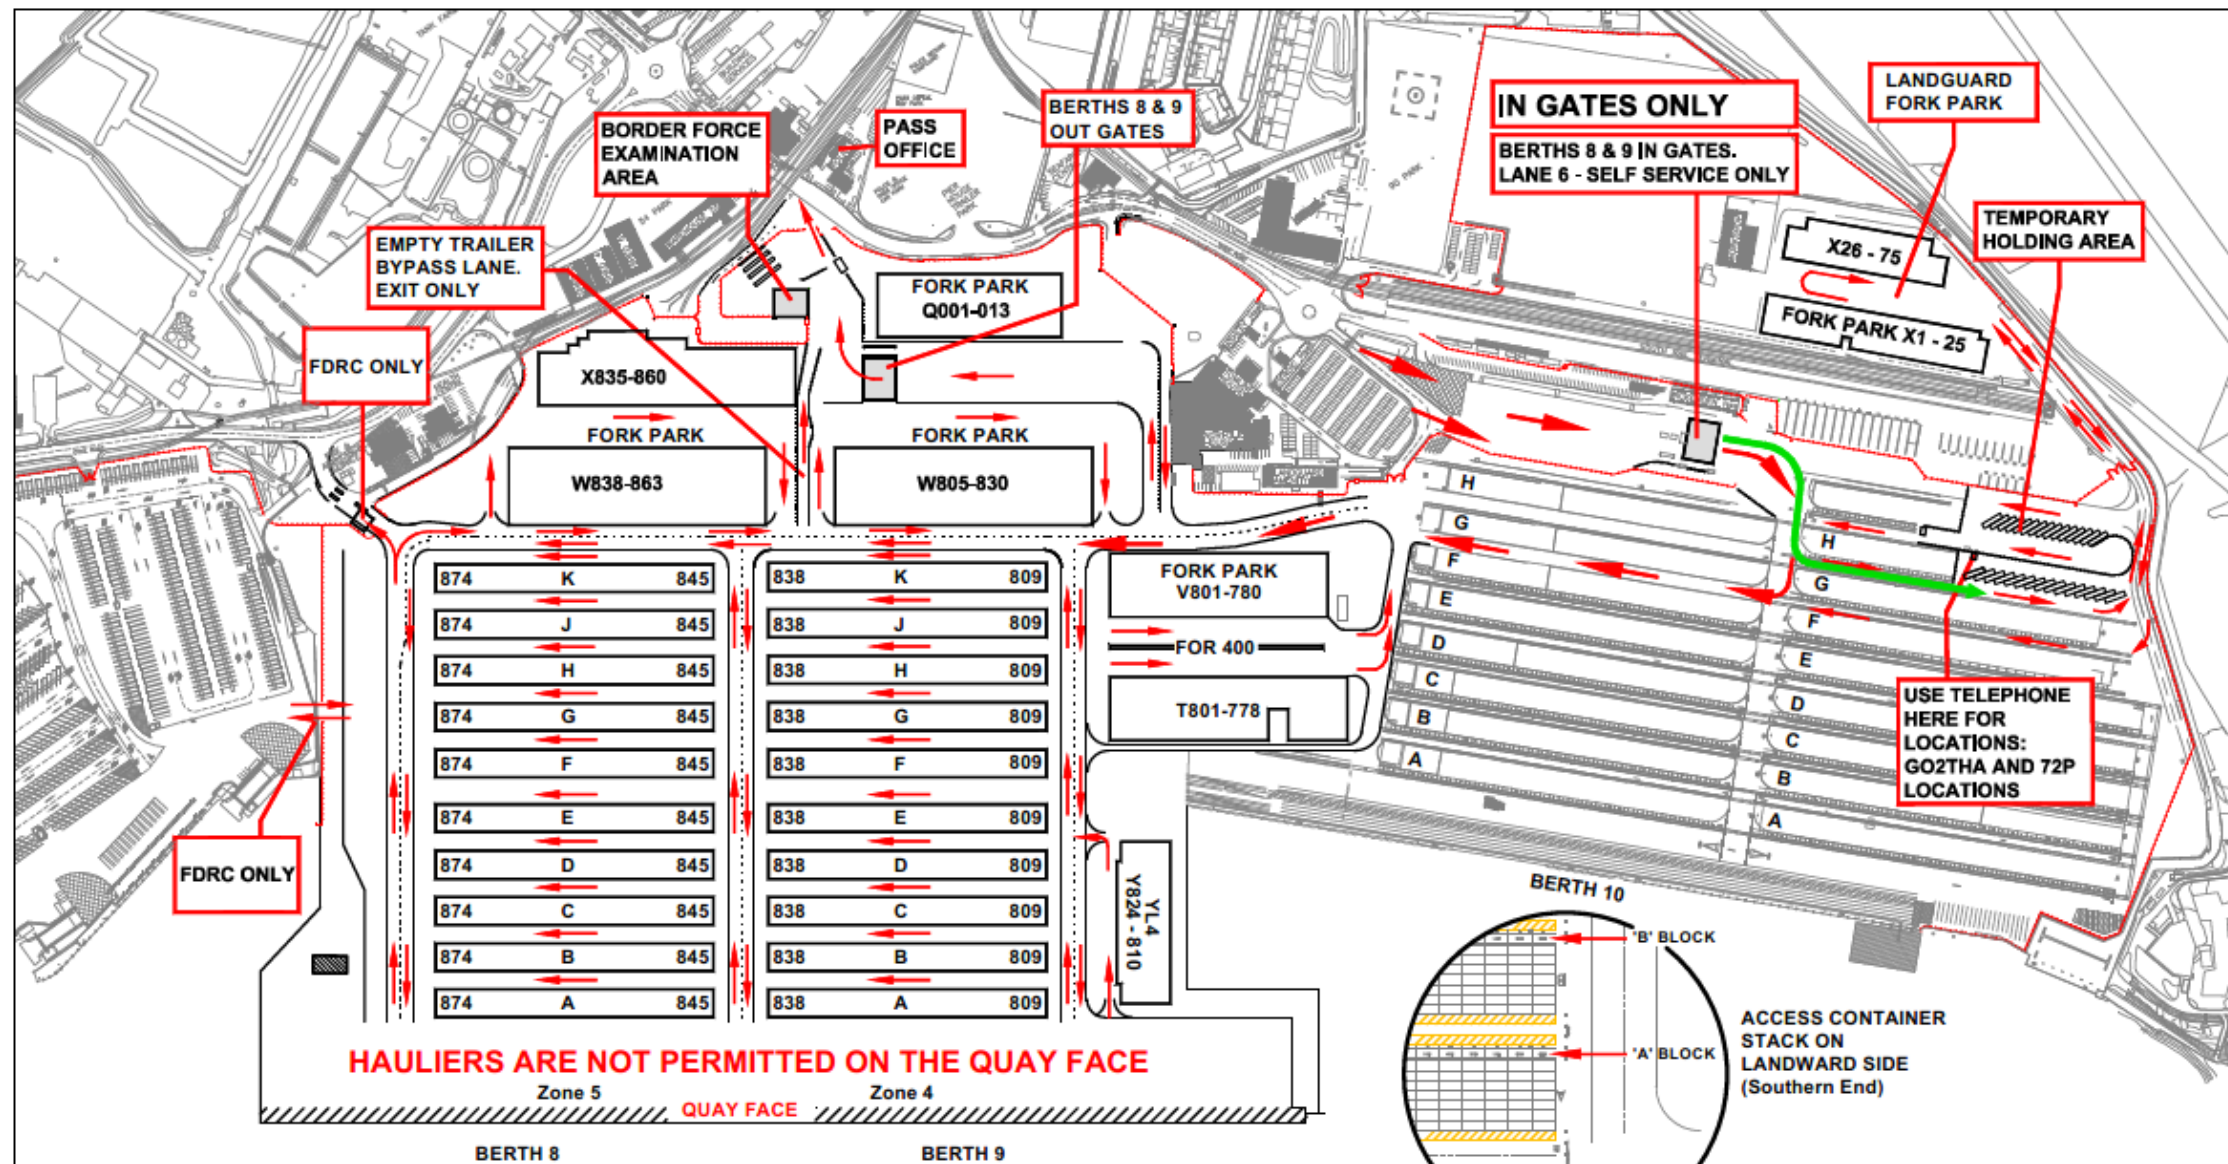 BORDER FORCE
EXAMINATION
AREA
PASS
OFFICE
BERTHS 8 & 9
OUT GATES
IN GATES ONLY
BERTHS 8 & 9 IN GATES.
LANE 6 - SELF SERVICE ONLY
LANDGUARD
FORK PARK
TEMPORARY
HOLDING AREA
EMPTY TRAILER
BYPASS LANE.
EXIT ONLY
FDRC ONLY
X26 - 75
FORK PARK X1 - 25
FORK PARK
Q001-013
X835-860
FORK PARK
W838-863
FORK PARK
W805-830
FORK PARK
V801-780
FOR 400
T801-778
YL4
Y824 - 810
874 K 845
874 J 845
874 H 845
874 G 845
874 F 845
874 E 845
874 D 845
874 C 845
874 B 845
874 A 845
838 K 809
838 J 809
838 H 809
838 G 809
838 F 809
838 E 809
838 D 809
838 C 809
838 B 809
838 A 809
H
G
F
E
D
C
B
A
H
G
F
E
D
C
B
A
USE TELEPHONE
HERE FOR
LOCATIONS:
GO2THA AND 72P
LOCATIONS
FDRC ONLY
BERTH 10
'B' BLOCK
'A' BLOCK
ACCESS CONTAINER
STACK ON
LANDWARD SIDE
(Southern End)
HAULIERS ARE NOT PERMITTED ON THE QUAY FACE
Zone 5
Zone 4
QUAY FACE
BERTH 8
BERTH 9